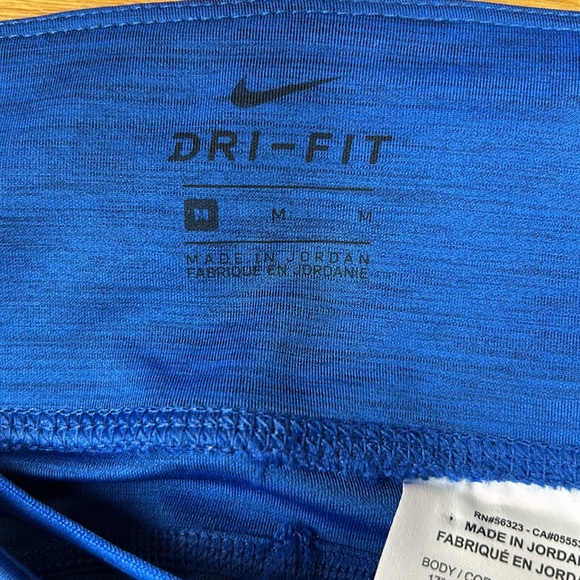 DRI-FIT
M M M
MADE IN JORDAN
FABRIQUÉ EN JORDANIE
RN#56323 - CA#0555
MADE IN JORDAN
FABRIQUÉ EN JORDA
BODY / CO